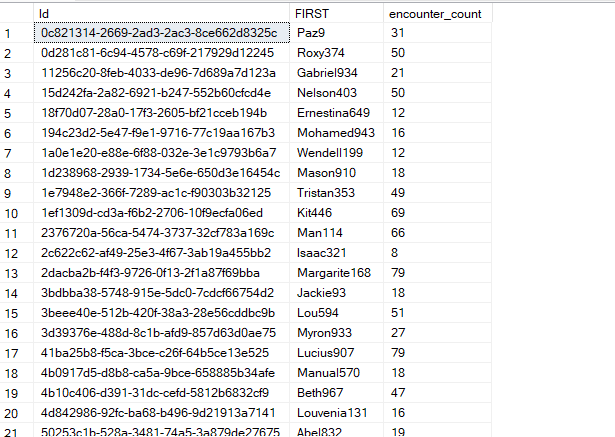 Id FIRST encounter_count
1 0c821314-2669-2ad3-2ac3-8ce662d8325c Paz9 31
2 0d281c81-6c94-4578-c69f-217929d12245 Roxy374 50
3 11256c20-8feb-4033-de96-7d689a7d123a Gabriel934 21
4 15d242fa-2a82-6921-b247-552b60cfcd4e Nelson403 50
5 18f70d07-28a0-17f3-2605-bf21cceb194b Ernestina649 12
6 194c23d2-5e47-f9e1-9716-77c19aa167b3 Mohamed943 16
7 1a0e1e20-e88e-6f88-032e-3e1c9793b6a7 Wendell199 12
8 1d238968-2939-1734-5e6e-650d3e16454c Mason910 18
9 1e7948e2-366f-7289-ac1c-f90303b32125 Tristan353 49
10 1ef1309d-cd3a-f6b2-2706-10f9ecfa06ed Kit446 69
11 2376720a-56ca-5474-3737-32cf783a169c Man114 66
12 2c622c62-af49-25e3-4f67-3ab19a455bb2 Isaac321 8
13 2dacba2b-f4f3-9726-0f13-2f1a87f69bba Margarite168 79
14 3bdbba38-5748-915e-5dc0-7cdcf66754d2 Jackie93 18
15 3beee40e-512b-420f-38a3-28e56cddbc9b Lou594 51
16 3d39376e-488d-8c1b-afd9-857d63d0ae75 Myron933 27
17 41ba25b8-f5ca-3bce-c26f-64b5ce13e525 Lucius907 79
18 4b0917d5-d8b8-ca5a-9bce-658885b34afe Manual570 18
19 4b10c406-d391-31dc-cefd-5812b6832cf9 Beth967 47
20 4d842986-92fc-ba68-b496-9d21913a7141 Louvenia131 16
21 50253c1b-528a-3481-74a5-3a879de27675 Abel832 19